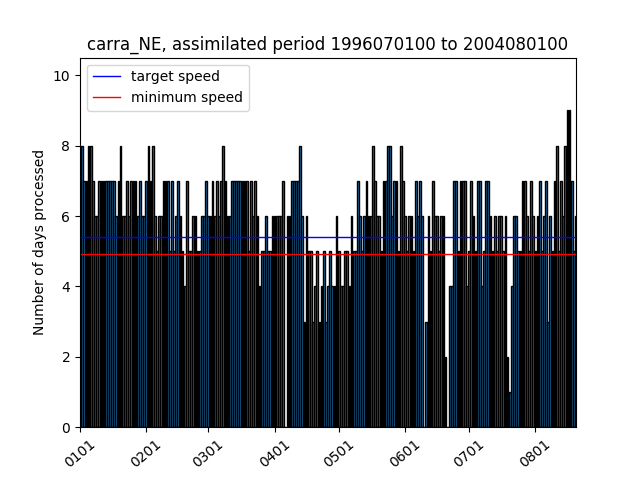 carra_NE, assimilated period 1996070100 to 2004080100
target speed
minimum speed
Number of days processed
10
8
6
4
2
0
0101 0201 0301 0401 0501 0601 0701 0801